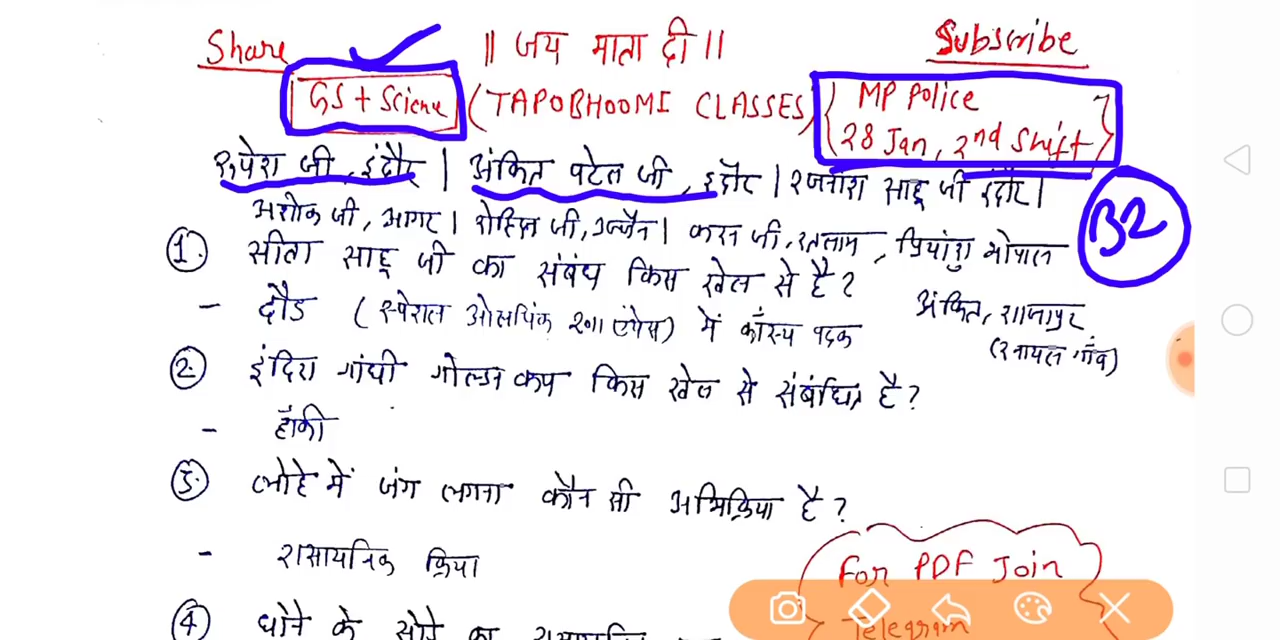 Share || जय माता दी || Subscribe
GS + Science (TAPOBHOOMI CLASSES) { MP Police
28 Jan, 2nd Shift }
रूपेश जी, इंदौर | अंकित पटेल जी, इंदौर | रजनीश साहू जी इंदौर |
B2
अशोक जी, आगर | रोहित जी, उज्जैन | करन जी, रतलाम, प्रियांशु भोपाल
① सीता साहू जी का संबंध किस खेल से है?
अंकित, शाजापुर
(रनायल गाँव)
- दौड (स्पेशल ओलंपिक 2011 एथेंस) में काँस्य पदक
② इंदिरा गांधी गोल्ड कप किस खेल से संबंधित है?
- हॉकी
③ लोहे में जंग लगना कौन सी अभिक्रिया है?
- रासायनिक क्रिया
For PDF Join
Telegram
④ धोने के सोडे का